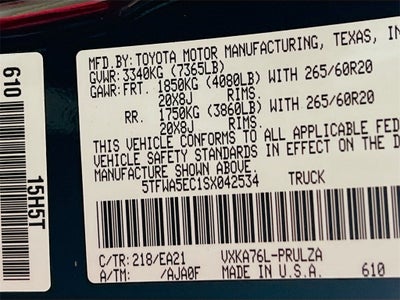 MFD.BY:TOYOTA MOTOR MANUFACTURING, TEXAS, IN
GVWR:3340KG (7365LB)
GAWR:FRT. 1850KG (4080LB) WITH 265/60R20
20X8J RIMS.
RR. 1750KG (3860LB) WITH 265/60R20
20X8J RIMS.
THIS VEHICLE CONFORMS TO ALL APPLICABLE FED
VEHICLE SAFETY STANDARDS IN EFFECT ON THE D
MANUFACTURE SHOWN ABOVE.
5TFWA5EC1SX042534 TRUCK
C/TR:218/EA21 VXKA76L-PRULZA
A/TM: /AJA0F MADE IN U.S.A. 610
610
15H5T